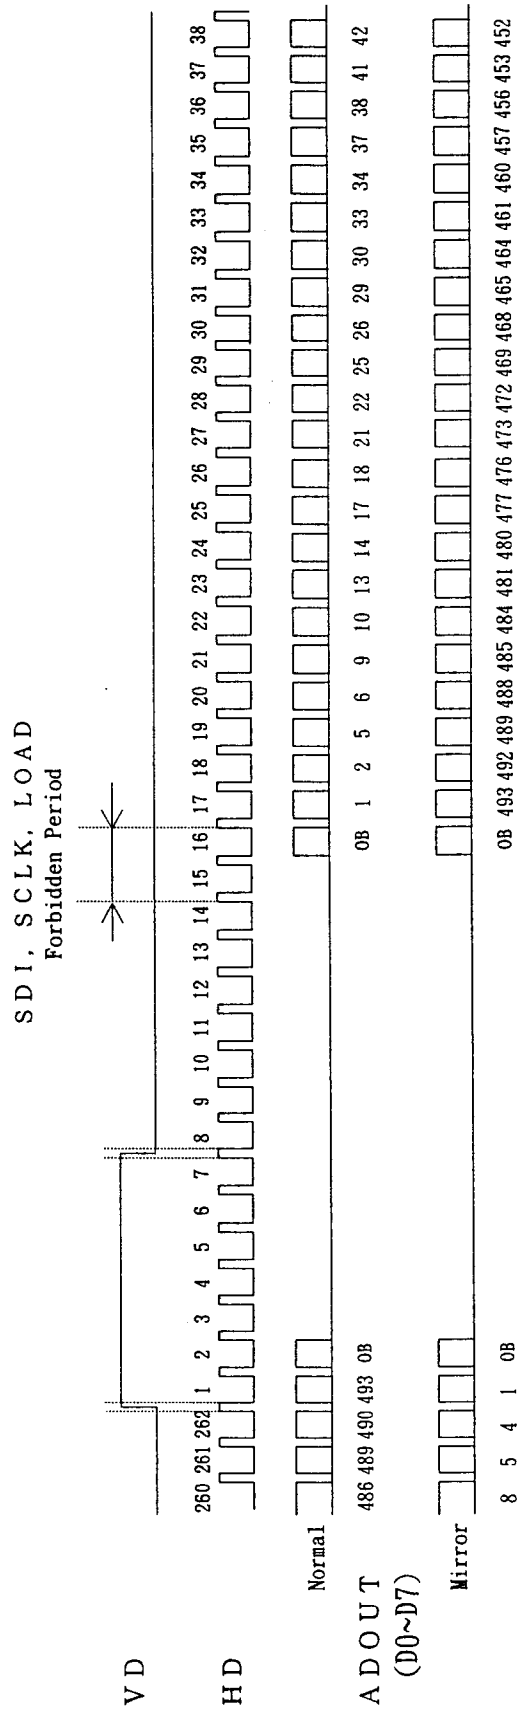 SDI, SCLK, LOAD
Forbidden Period
VD
HD
260 261 262 1 2 3 4 5 6 7 8 9 10 11 12 13 14 15 16 17 18 19 20 21 22 23 24 25 26 27 28 29 30 31 32 33 34 35 36 37 38
Normal
486 489 490 493 OB OB 1 2 5 6 9 10 13 14 17 18 21 22 25 26 29 30 33 34 37 38 41 42
ADOUT
(D0~D7)
Mirror
8 5 4 1 OB OB 493 492 489 488 485 484 481 480 477 476 473 472 469 468 465 464 461 460 457 456 453 452